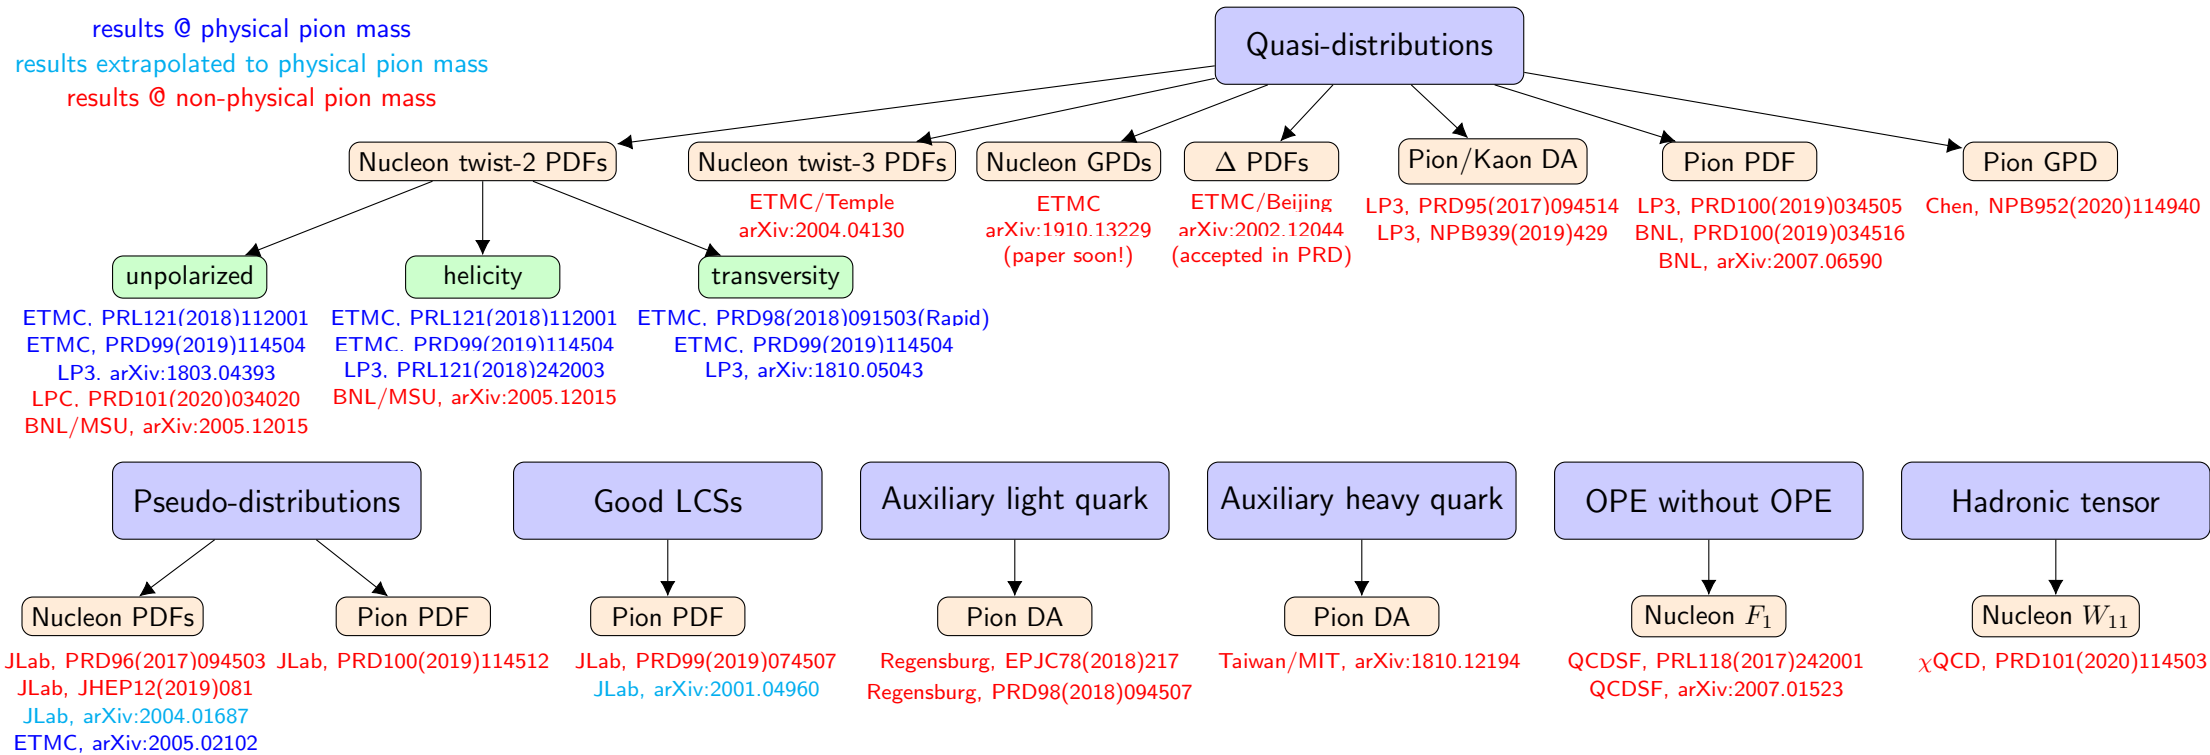 results @ physical pion mass
results extrapolated to physical pion mass
results @ non-physical pion mass
Quasi-distributions
Nucleon twist-2 PDFs
Nucleon twist-3 PDFs
Nucleon GPDs
Δ PDFs
Pion/Kaon DA
Pion PDF
Pion GPD
ETMC/Temple
arXiv:2004.04130
ETMC
arXiv:1910.13229
(paper soon!)
ETMC/Beijing
arXiv:2002.12044
(accepted in PRD)
LP3, PRD95(2017)094514
LP3, NPB939(2019)429
LP3, PRD100(2019)034505
BNL, PRD100(2019)034516
BNL, arXiv:2007.06590
Chen, NPB952(2020)114940
unpolarized
helicity
transversity
ETMC, PRL121(2018)112001
ETMC, PRD99(2019)114504
LP3, arXiv:1803.04393
LPC, PRD101(2020)034020
BNL/MSU, arXiv:2005.12015
ETMC, PRL121(2018)112001
ETMC, PRD99(2019)114504
LP3, PRL121(2018)242003
BNL/MSU, arXiv:2005.12015
ETMC, PRD98(2018)091503(Rapid)
ETMC, PRD99(2019)114504
LP3, arXiv:1810.05043
Pseudo-distributions
Good LCSs
Auxiliary light quark
Auxiliary heavy quark
OPE without OPE
Hadronic tensor
Nucleon PDFs
Pion PDF
Pion PDF
Pion DA
Pion DA
Nucleon F₁
Nucleon W₁₁
JLab, PRD96(2017)094503
JLab, JHEP12(2019)081
JLab, arXiv:2004.01687
ETMC, arXiv:2005.02102
JLab, PRD100(2019)114512
JLab, PRD99(2019)074507
JLab, arXiv:2001.04960
Regensburg, EPJC78(2018)217
Regensburg, PRD98(2018)094507
Taiwan/MIT, arXiv:1810.12194
QCDSF, PRL118(2017)242001
QCDSF, arXiv:2007.01523
χQCD, PRD101(2020)114503